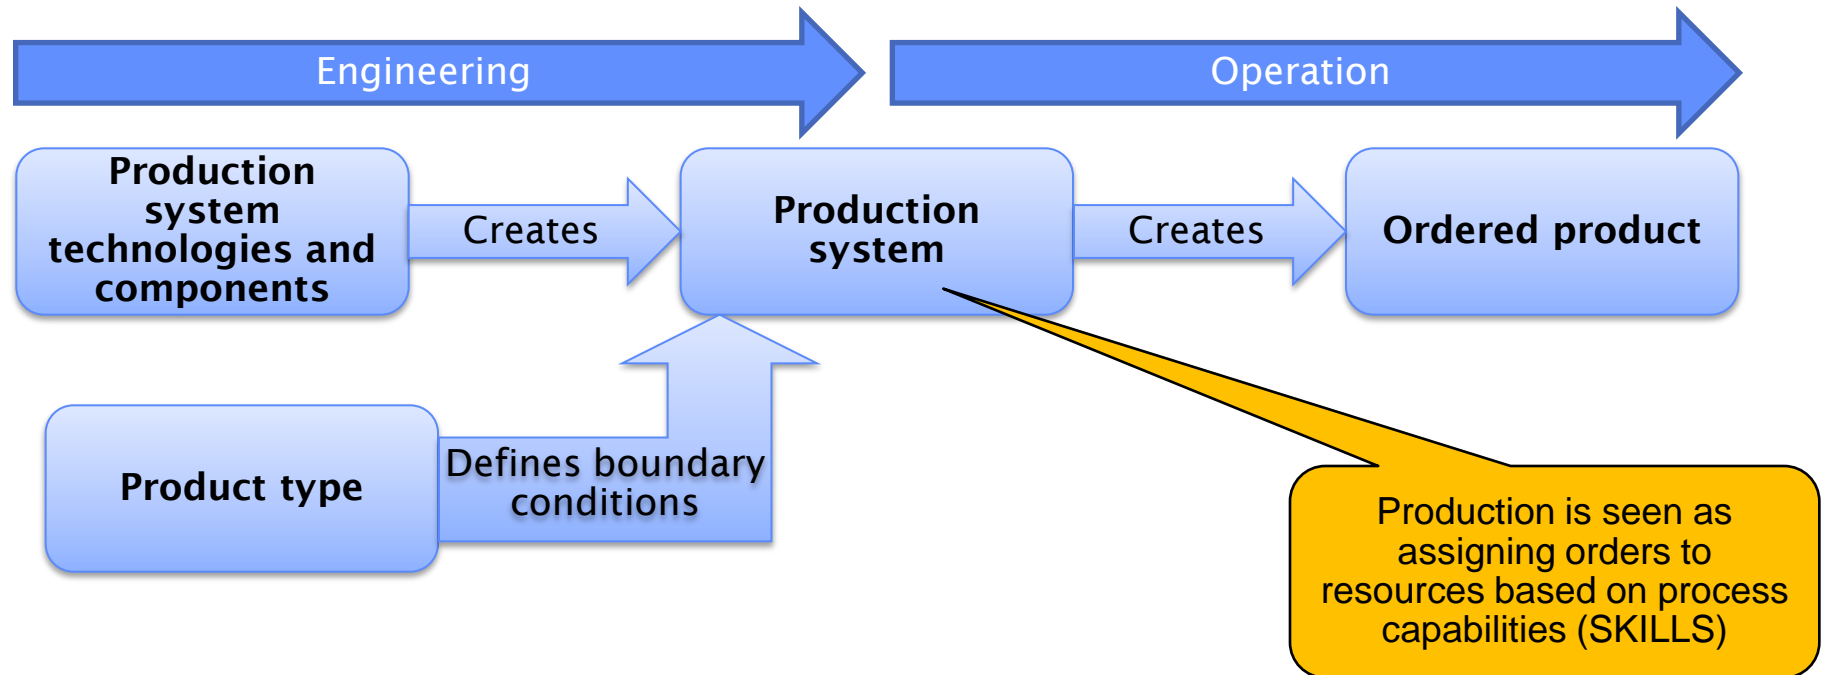 Engineering
Operation
Production
system
technologies and
components
Creates
Production
system
Creates
Ordered product
Product type
Defines boundary
conditions
Production is seen as
assigning orders to
resources based on process
capabilities (SKILLS)